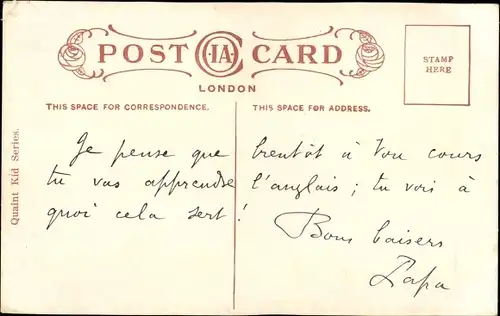 POST CIA CARD
LONDON
STAMP
HERE
THIS SPACE FOR CORRESPONDENCE.
THIS SPACE FOR ADDRESS.
Quaint Kid Series.
Je pense que bientôt à ton cours
tu vas apprendre l'anglais ; tu vois à
quoi cela sert !
Bons baisers
Papa